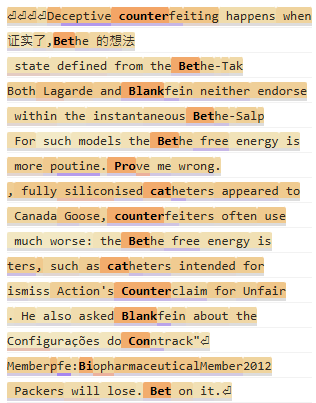 ⏎⏎⏎⏎Deceptive counterfeiting happens when
证实了,Bethe 的想法
state defined from the Bethe-Tak
Both Lagarde and Blankfein neither endorse
within the instantaneous Bethe-Salp
For such models the Bethe free energy is
more poutine. Prove me wrong.
, fully siliconised catheters appeared to
Canada Goose, counterfeiters often use
much worse: the Bethe free energy is
ters, such as catheters intended for
ismiss Action's Counterclaim for Unfair
. He also asked Blankfein about the
Configurações do Conntrack"⏎
Memberpfe:BiopharmaceuticalMember2012
Packers will lose. Bet on it.⏎